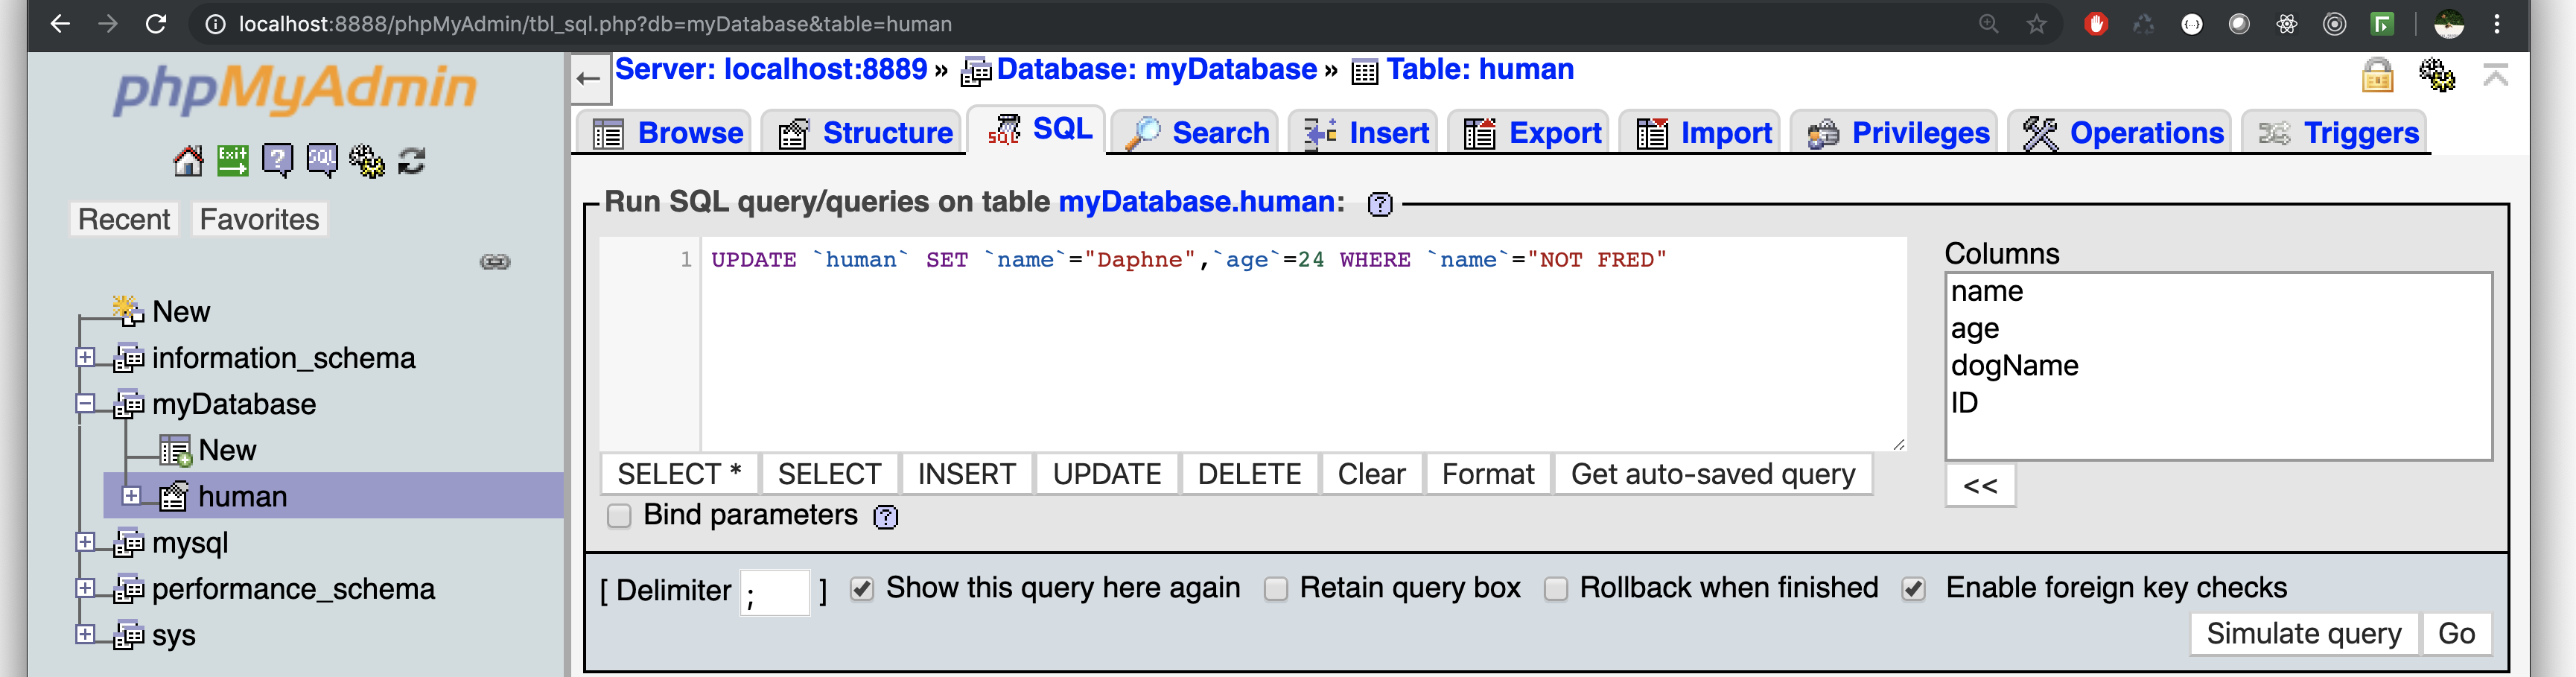 localhost:8888/phpMyAdmin/tbl_sql.php?db=myDatabase&table=human
phpMyAdmin
Exit ? SQL
Recent Favorites
New
information_schema
myDatabase
New
human
mysql
performance_schema
sys
Server: localhost:8889 » Database: myDatabase » Table: human
Browse Structure SQL Search Insert Export Import Privileges Operations Triggers
Run SQL query/queries on table myDatabase.human:
1 UPDATE `human` SET `name`="Daphne",`age`=24 WHERE `name`="NOT FRED"
Columns
name
age
dogName
ID
<<
SELECT * SELECT INSERT UPDATE DELETE Clear Format Get auto-saved query
Bind parameters
[ Delimiter ; ] Show this query here again Retain query box Rollback when finished Enable foreign key checks
Simulate query Go